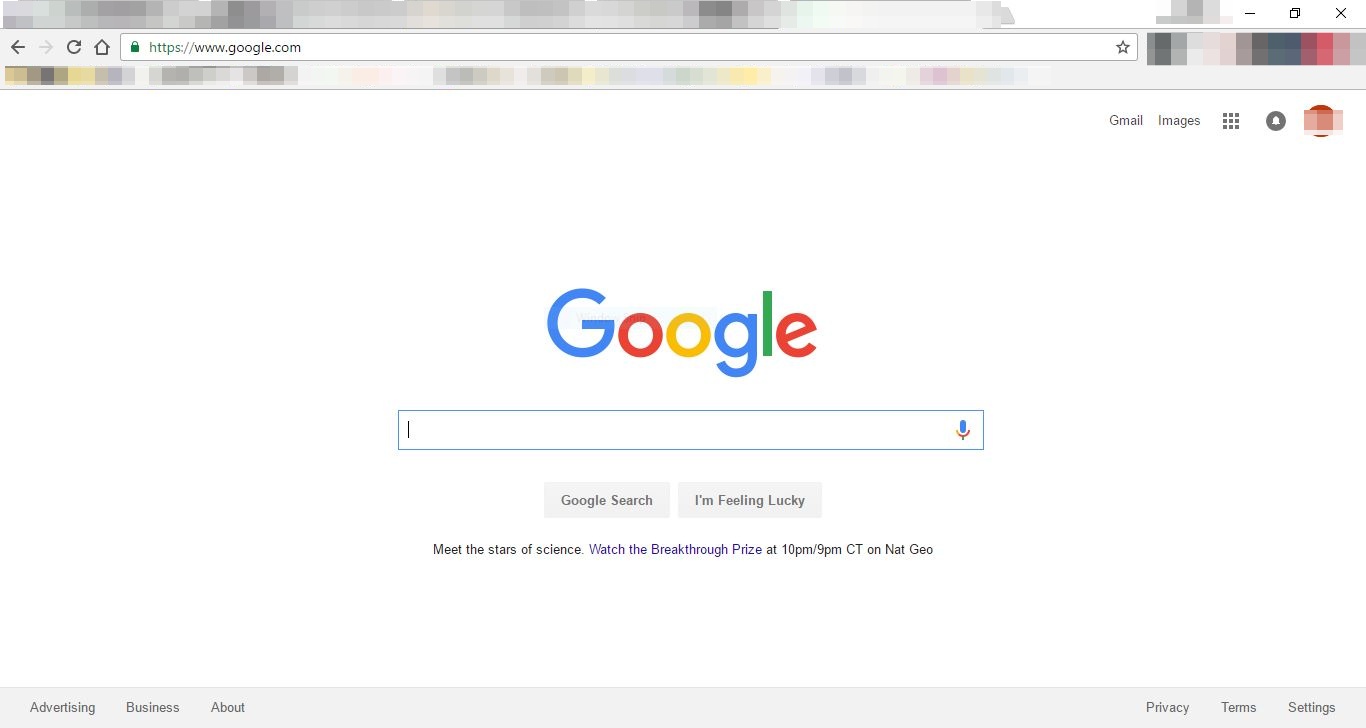 https://www.google.com
Gmail Images
Google
Google Search I'm Feeling Lucky
Meet the stars of science. Watch the Breakthrough Prize at 10pm/9pm CT on Nat Geo
Advertising Business About Privacy Terms Settings